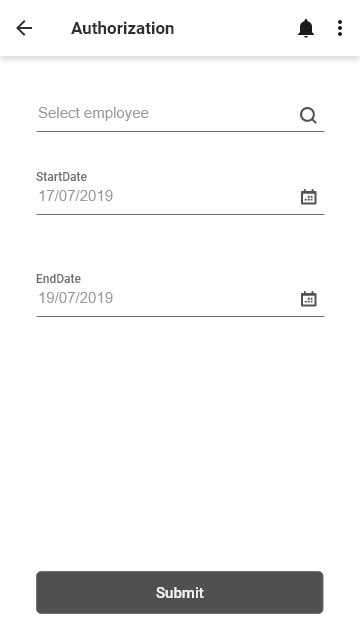 Authorization
Select employee
StartDate
17/07/2019
EndDate
19/07/2019
Submit